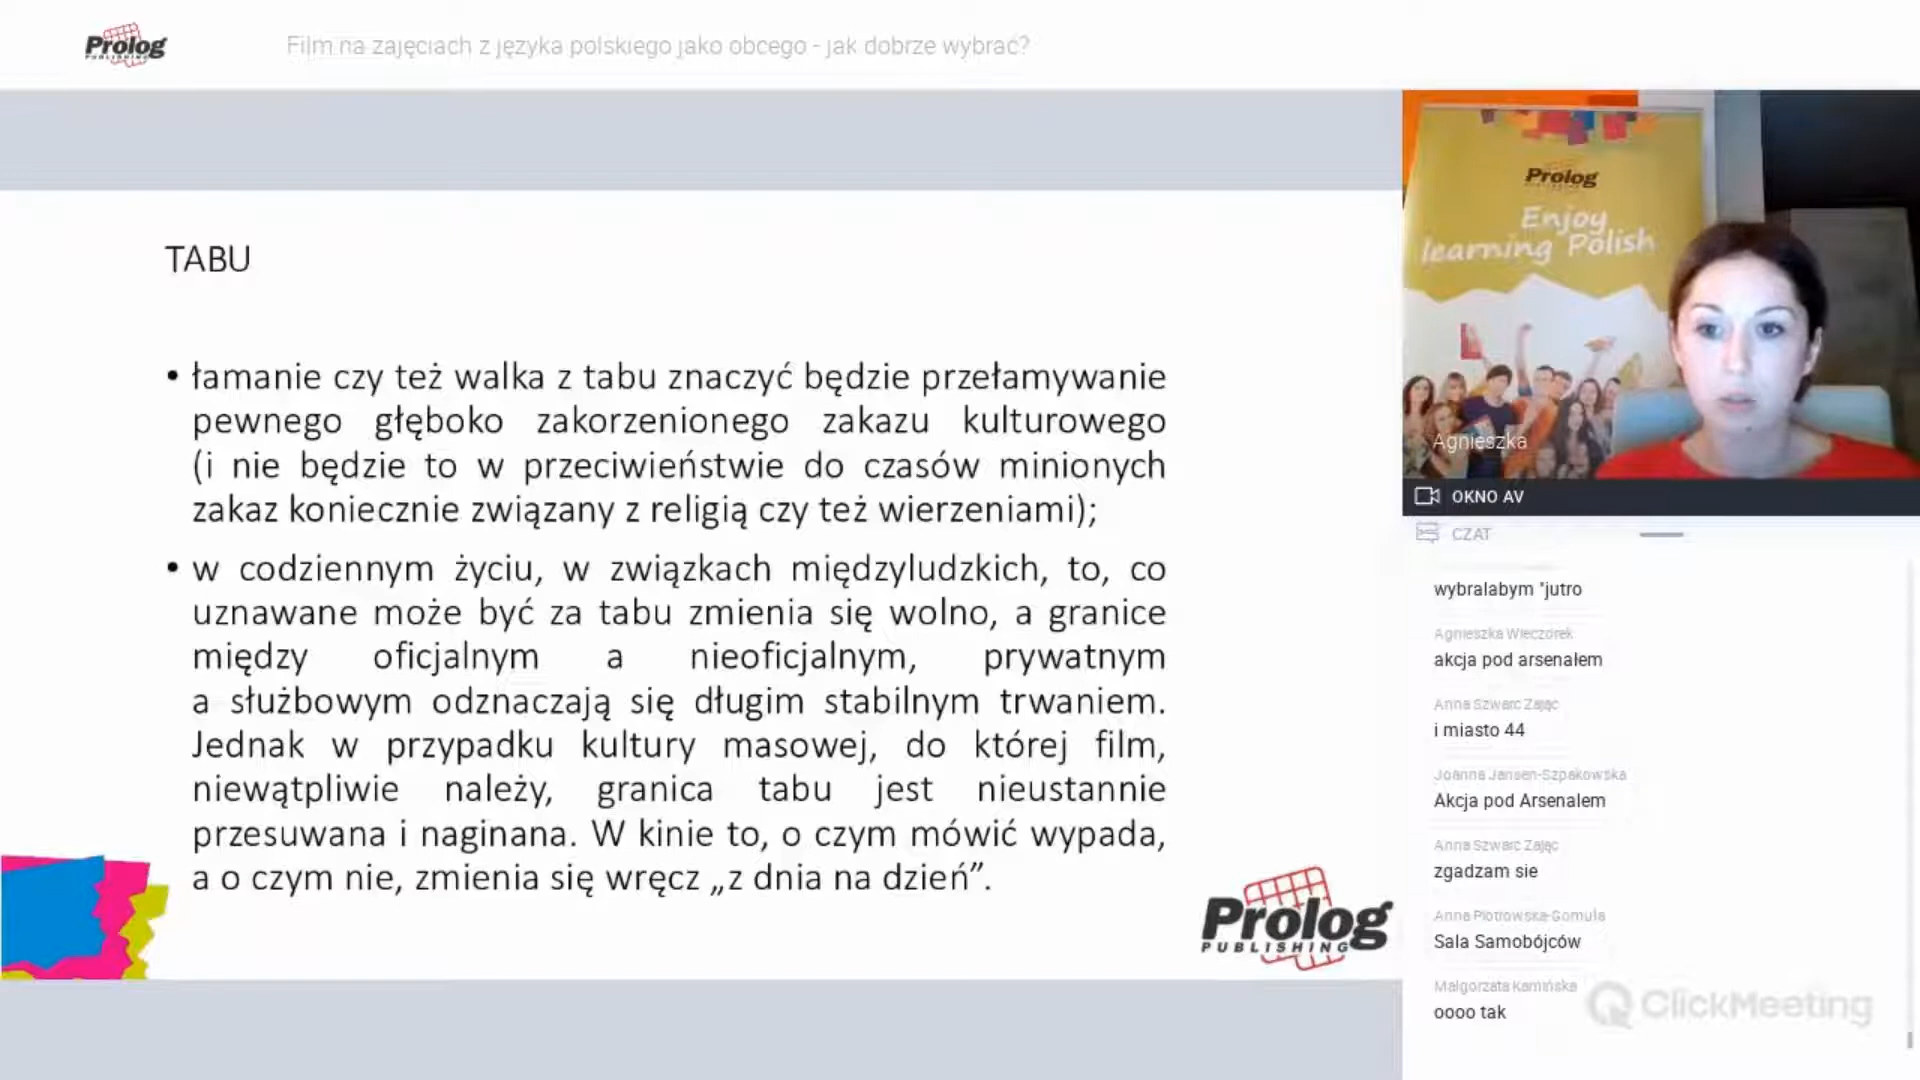 Prolog
PUBLISHING
Film na zajęciach z języka polskiego jako obcego - jak dobrze wybrać?
TABU
• łamanie czy też walka z tabu znaczyć będzie przełamywanie
pewnego głęboko zakorzenionego zakazu kulturowego
(i nie będzie to w przeciwieństwie do czasów minionych
zakaz koniecznie związany z religią czy też wierzeniami);
• w codziennym życiu, w związkach międzyludzkich, to, co
uznawane może być za tabu zmienia się wolno, a granice
między oficjalnym a nieoficjalnym, prywatnym
a służbowym odznaczają się długim stabilnym trwaniem.
Jednak w przypadku kultury masowej, do której film,
niewątpliwie należy, granica tabu jest nieustannie
przesuwana i naginana. W kinie to, o czym mówić wypada,
a o czym nie, zmienia się wręcz „z dnia na dzień”.
Prolog
PUBLISHING
Prolog
Enjoy
learning Polish
Agnieszka
OKNO AV
CZAT
wybralabym "jutro
Agnieszka Wieczorek
akcja pod arsenałem
Anna Szwarc Zając
i miasto 44
Joanna Jansen-Szpakowska
Akcja pod Arsenalem
Anna Szwarc Zając
zgadzam sie
Anna Piotrowska-Gomuła
Sala Samobójców
Małgorzata Kamińska
oooo tak
ClickMeeting